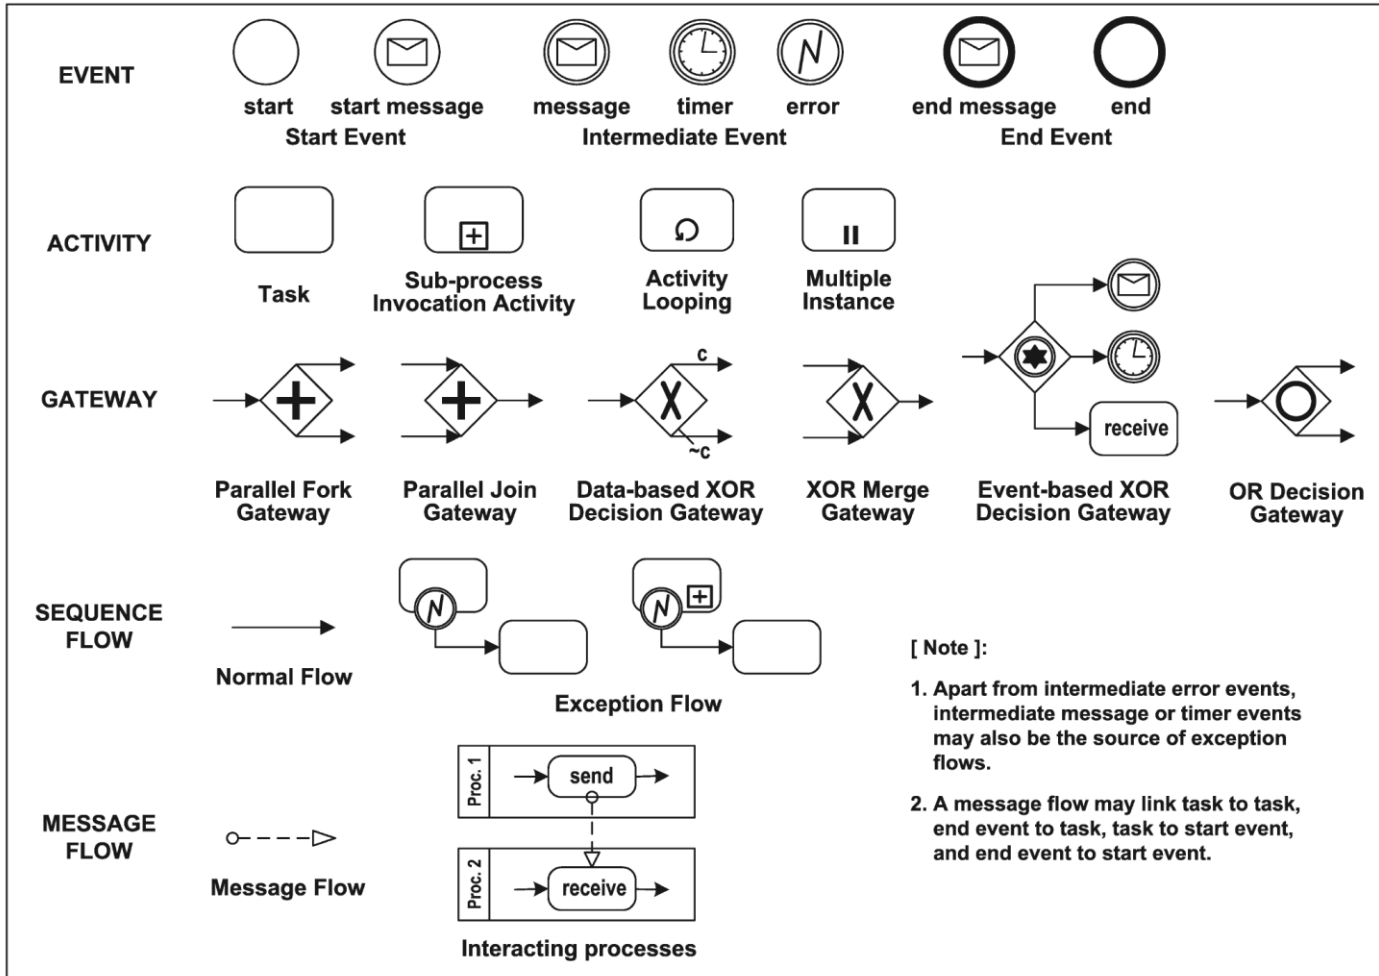 EVENT
start
start message
message
timer
error
end message
end
Start Event
Intermediate Event
End Event
ACTIVITY
Task
Sub-process
Invocation Activity
Activity
Looping
Multiple
Instance
GATEWAY
c
~c
receive
Parallel Fork
Gateway
Parallel Join
Gateway
Data-based XOR
Decision Gateway
XOR Merge
Gateway
Event-based XOR
Decision Gateway
OR Decision
Gateway
SEQUENCE
FLOW
Normal Flow
Exception Flow
[ Note ]:
1. Apart from intermediate error events,
intermediate message or timer events
may also be the source of exception
flows.
2. A message flow may link task to task,
end event to task, task to start event,
and end event to start event.
MESSAGE
FLOW
Message Flow
Proc. 1
send
Proc. 2
receive
Interacting processes